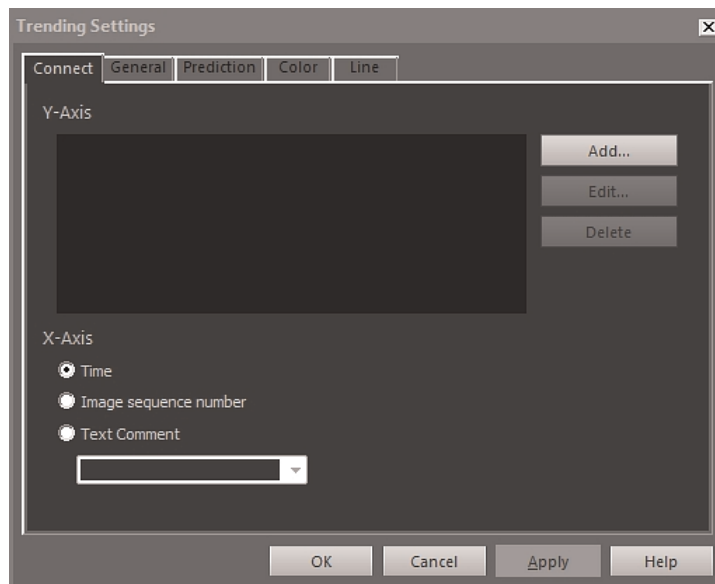 Trending Settings
Connect General Prediction Color Line
Y-Axis
Add...
Edit...
Delete
X-Axis
Time
Image sequence number
Text Comment
OK Cancel Apply Help